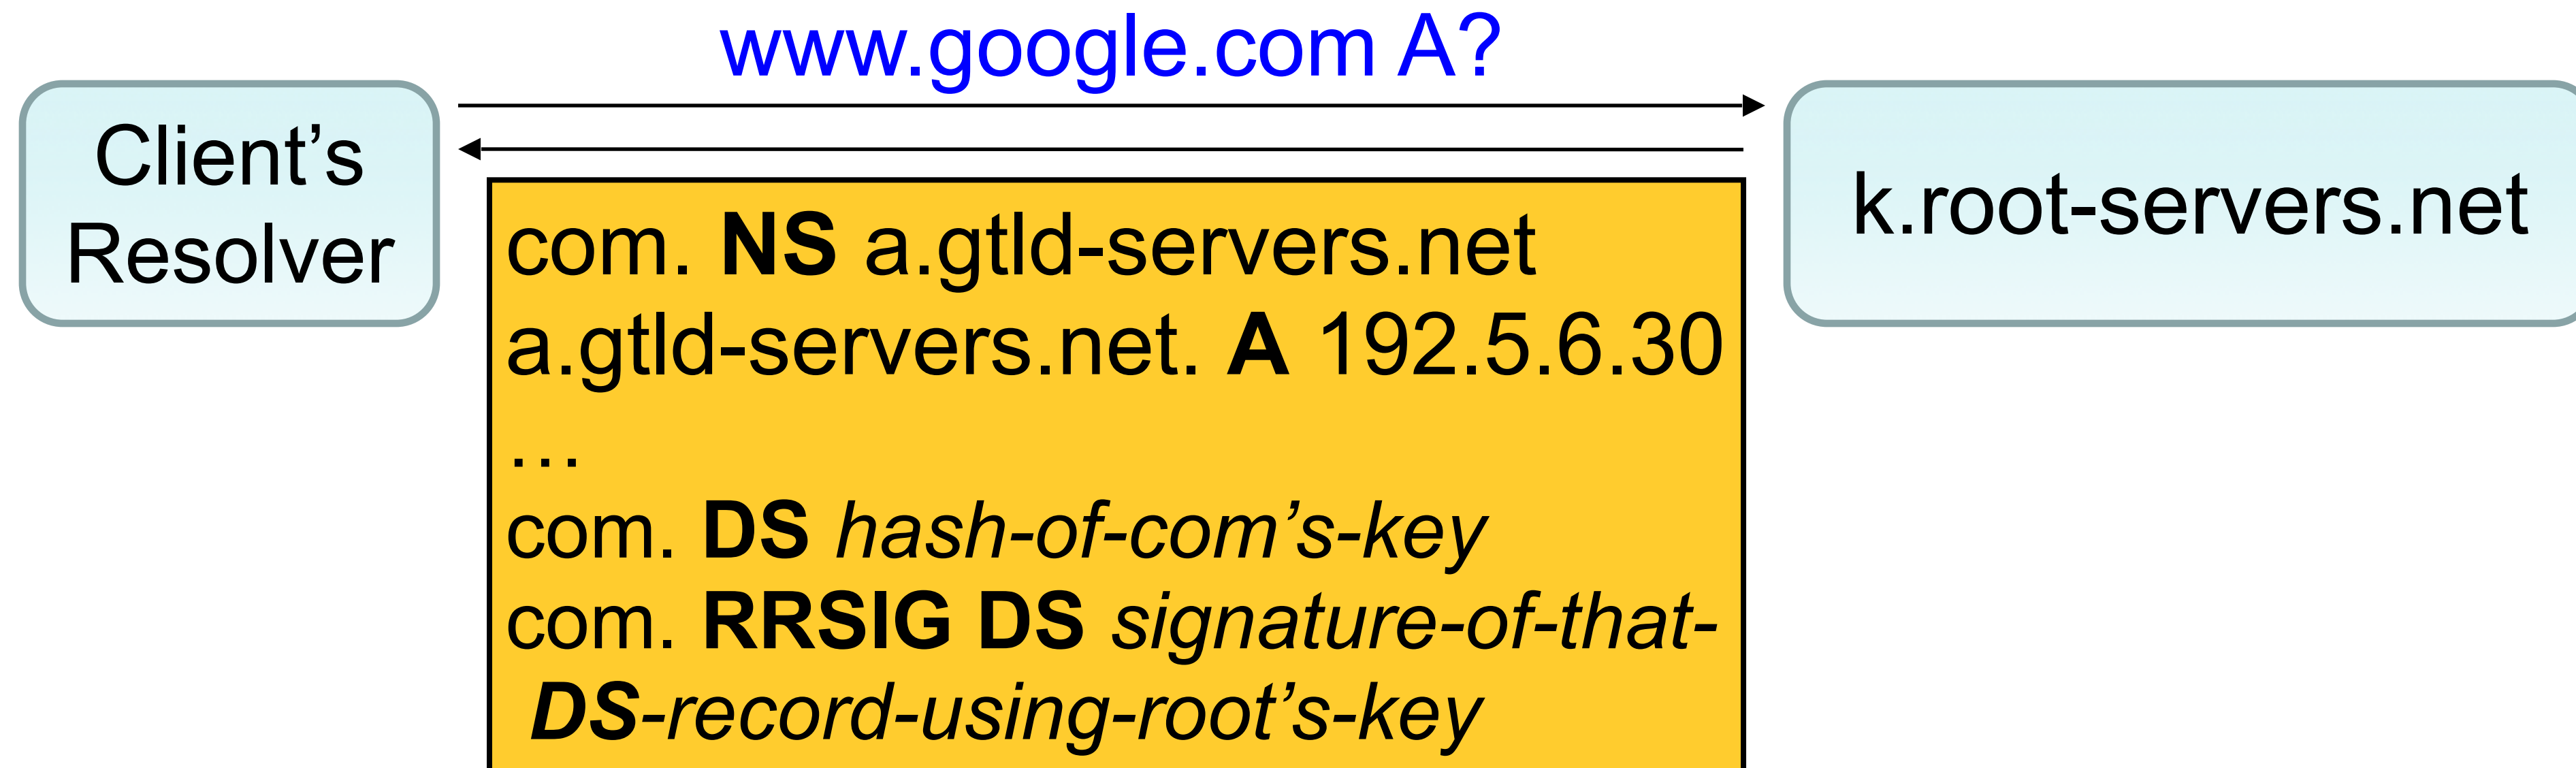 www.google.com A?
Client’s
Resolver
k.root-servers.net
com. NS a.gtld-servers.net
a.gtld-servers.net. A 192.5.6.30
…
com. DS hash-of-com’s-key
com. RRSIG DS signature-of-that-
DS-record-using-root’s-key